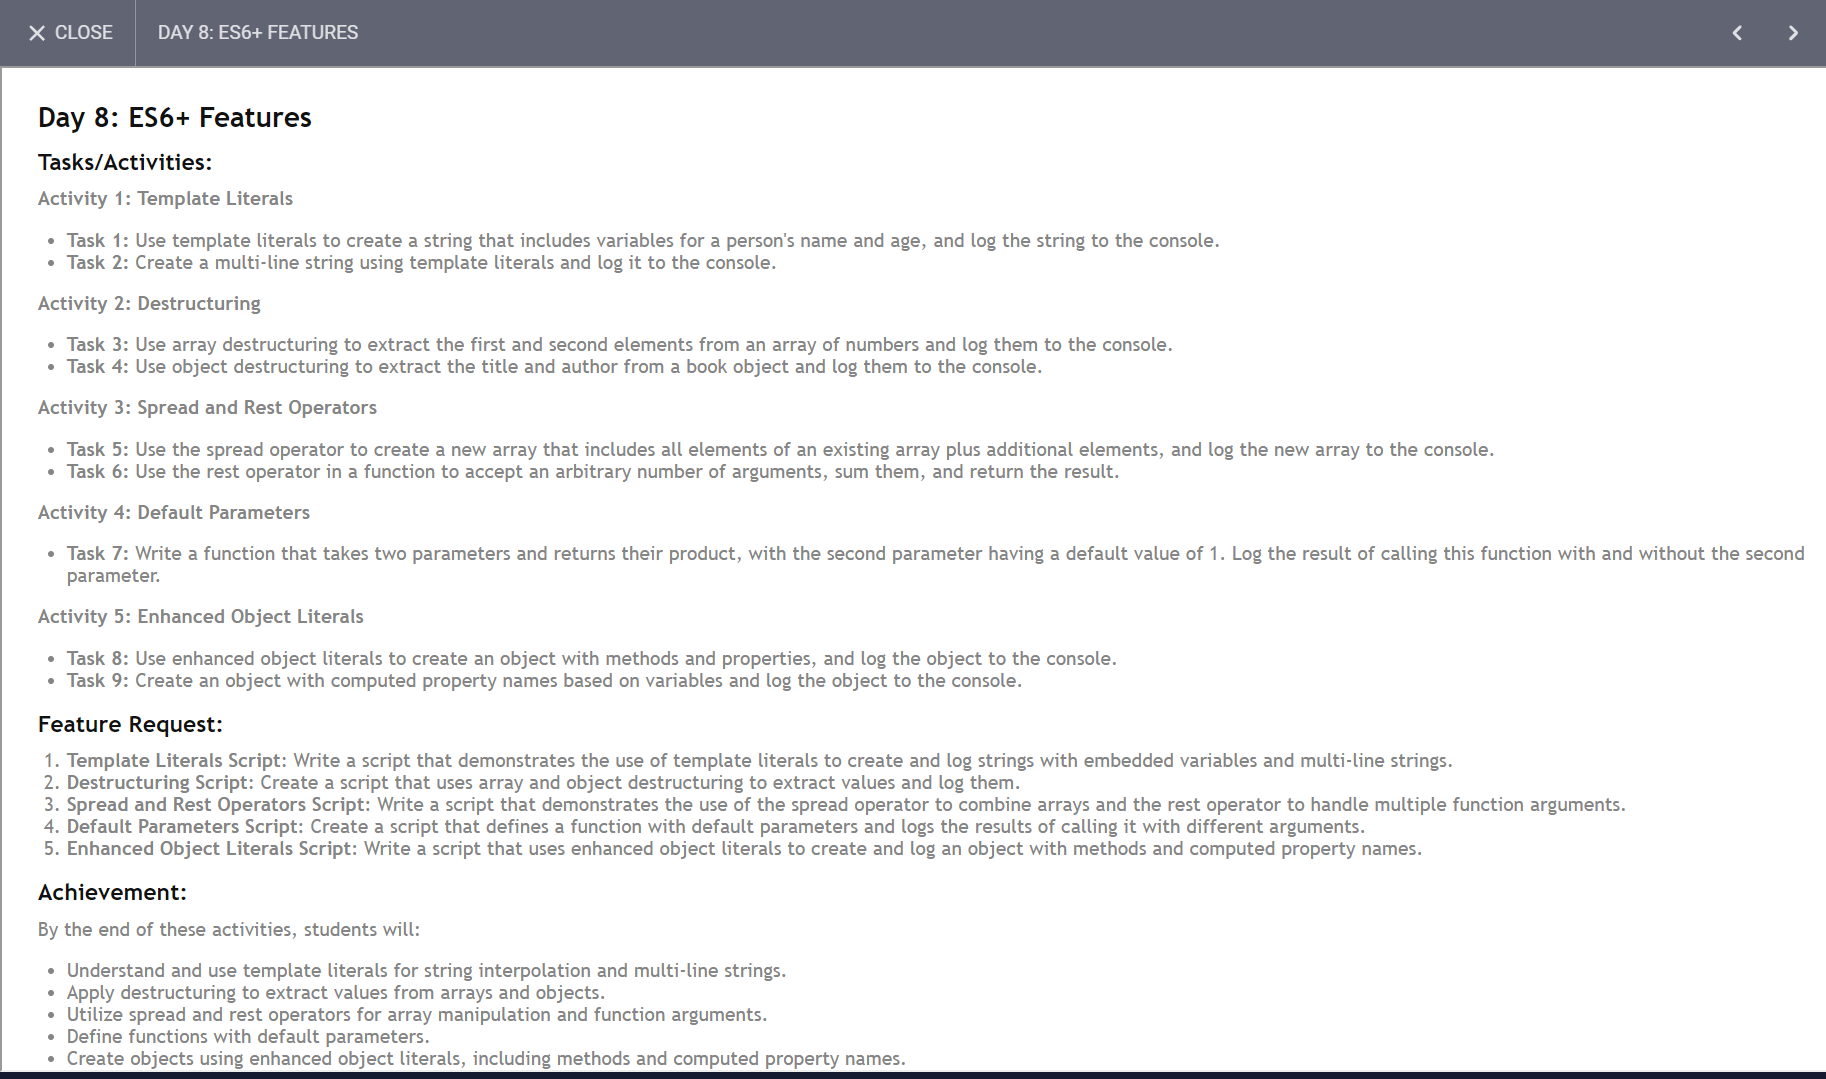 CLOSE
DAY 8: ES6+ FEATURES
Day 8: ES6+ Features
Tasks/Activities:
Activity 1: Template Literals
• Task 1: Use template literals to create a string that includes variables for a person's name and age, and log the string to the console.
• Task 2: Create a multi-line string using template literals and log it to the console.
Activity 2: Destructuring
• Task 3: Use array destructuring to extract the first and second elements from an array of numbers and log them to the console.
• Task 4: Use object destructuring to extract the title and author from a book object and log them to the console.
Activity 3: Spread and Rest Operators
• Task 5: Use the spread operator to create a new array that includes all elements of an existing array plus additional elements, and log the new array to the console.
• Task 6: Use the rest operator in a function to accept an arbitrary number of arguments, sum them, and return the result.
Activity 4: Default Parameters
• Task 7: Write a function that takes two parameters and returns their product, with the second parameter having a default value of 1. Log the result of calling this function with and without the second
parameter.
Activity 5: Enhanced Object Literals
• Task 8: Use enhanced object literals to create an object with methods and properties, and log the object to the console.
• Task 9: Create an object with computed property names based on variables and log the object to the console.
Feature Request:
1. Template Literals Script: Write a script that demonstrates the use of template literals to create and log strings with embedded variables and multi-line strings.
2. Destructuring Script: Create a script that uses array and object destructuring to extract values and log them.
3. Spread and Rest Operators Script: Write a script that demonstrates the use of the spread operator to combine arrays and the rest operator to handle multiple function arguments.
4. Default Parameters Script: Create a script that defines a function with default parameters and logs the results of calling it with different arguments.
5. Enhanced Object Literals Script: Write a script that uses enhanced object literals to create and log an object with methods and computed property names.
Achievement:
By the end of these activities, students will:
• Understand and use template literals for string interpolation and multi-line strings.
• Apply destructuring to extract values from arrays and objects.
• Utilize spread and rest operators for array manipulation and function arguments.
• Define functions with default parameters.
• Create objects using enhanced object literals, including methods and computed property names.